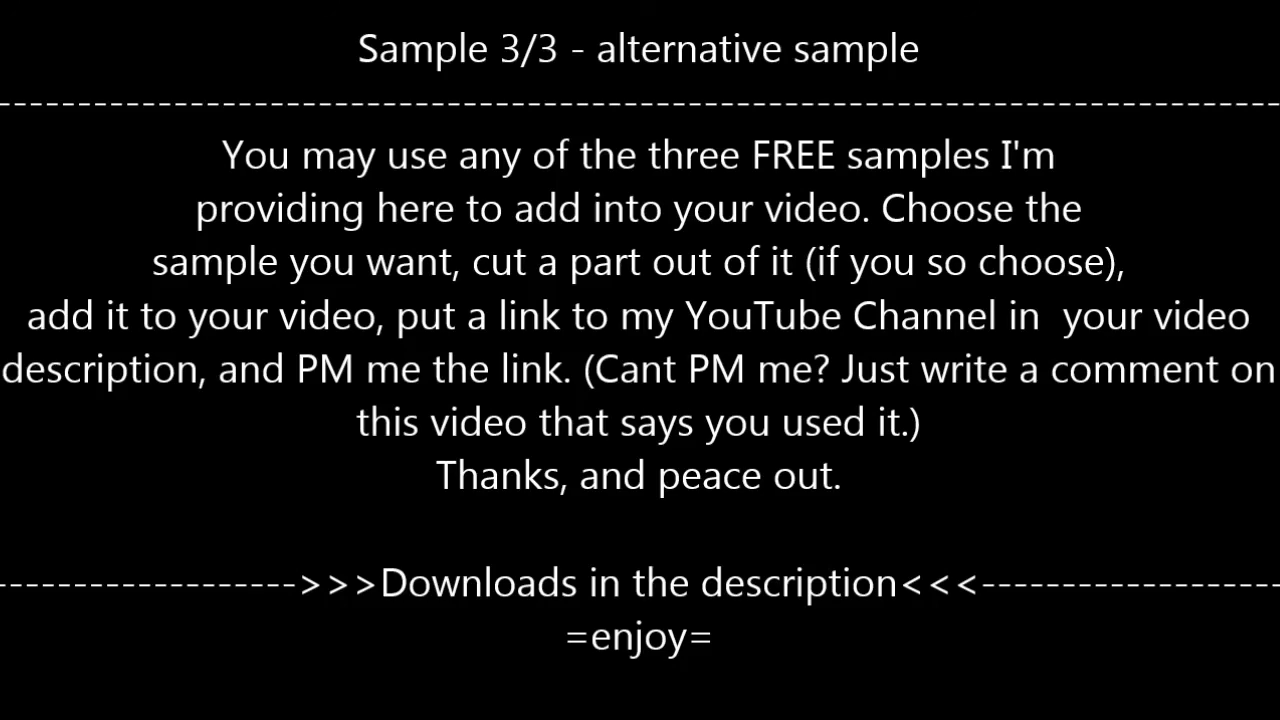 Sample 3/3 - alternative sample
--------------------------------------------------------------------------------
You may use any of the three FREE samples I'm
providing here to add into your video. Choose the
sample you want, cut a part out of it (if you so choose),
add it to your video, put a link to my YouTube Channel in  your video
description, and PM me the link. (Cant PM me? Just write a comment on
this video that says you used it.)
Thanks, and peace out.
-------------------->>>Downloads in the description<<<--------------------
=enjoy=